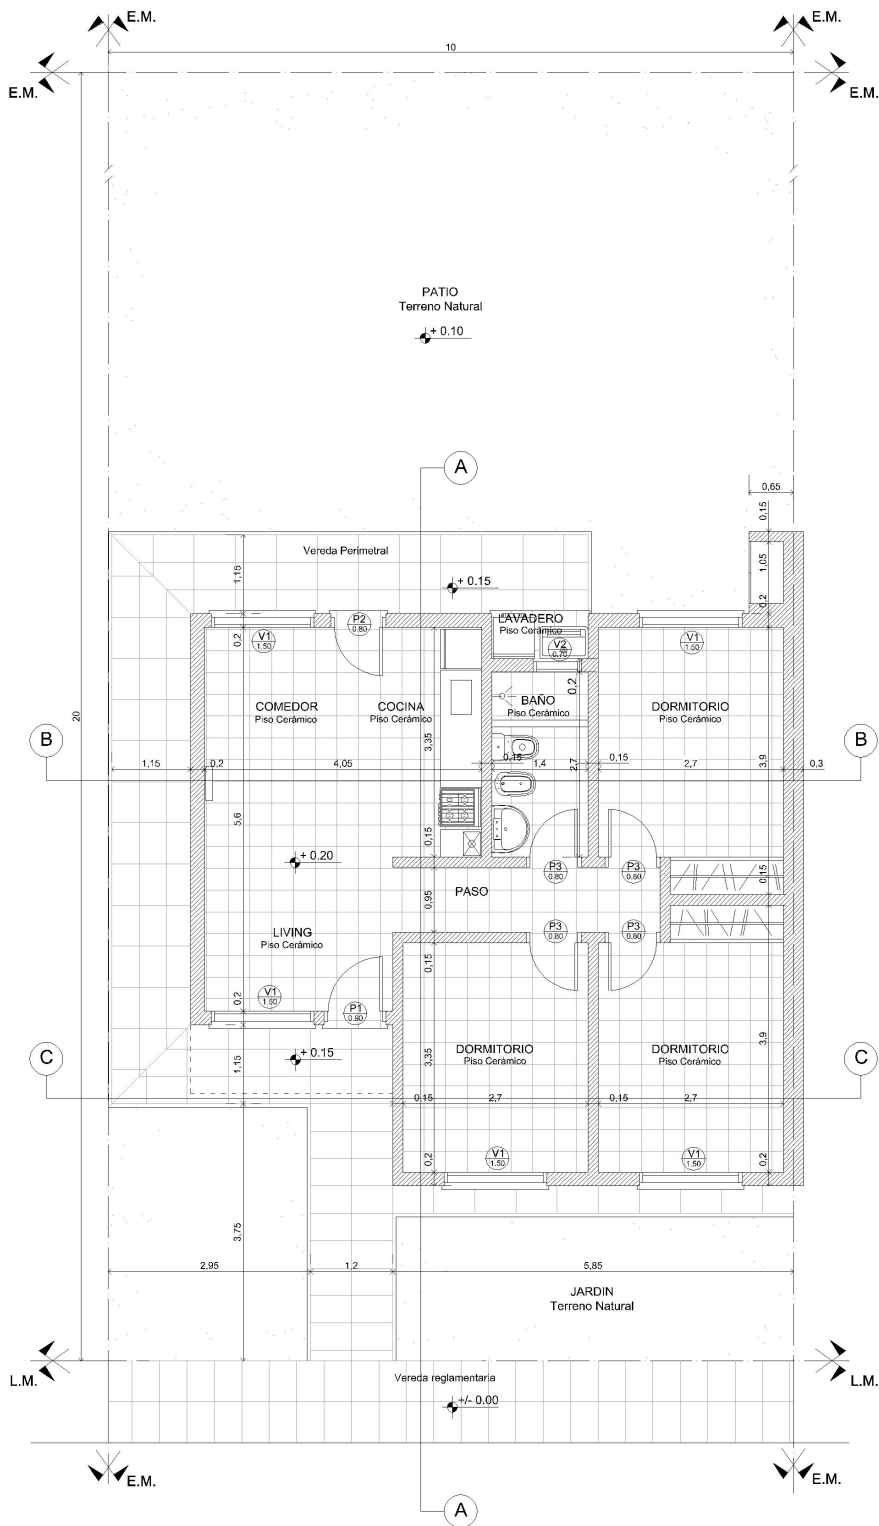 E.M.
E.M.
10
E.M.
E.M.
PATIO
Terreno Natural
+ 0.10
A
0,65
0,15
Vereda Perimetral
1,15
1,05
+ 0.15
0,2
LAVADERO
Piso Cerámico
P2
0.80
V1
1.50
V1
1.50
V2
0.70
0,2
0,2
BAÑO
Piso Cerámico
COMEDOR
Piso Cerámico
COCINA
Piso Cerámico
DORMITORIO
Piso Cerámico
20
B
B
3,35
3,9
2,7
1,15
0,2
4,05
0,15
1,4
0,15
2,7
0,3
5,6
0,15
+ 0.20
P3
0.80
P3
0.80
0,15
PASO
0,95
LIVING
Piso Cerámico
P3
0.80
P3
0.80
0,15
V1
1.50
0,2
P1
0.90
C
C
+ 0.15
1,15
3,35
DORMITORIO
Piso Cerámico
DORMITORIO
Piso Cerámico
3,9
0,15
2,7
0,15
2,7
V1
1.50
V1
1.50
0,2
0,2
3,75
2,95
1,2
5,85
JARDIN
Terreno Natural
L.M.
L.M.
Vereda reglamentaria
+/- 0.00
E.M.
E.M.
A